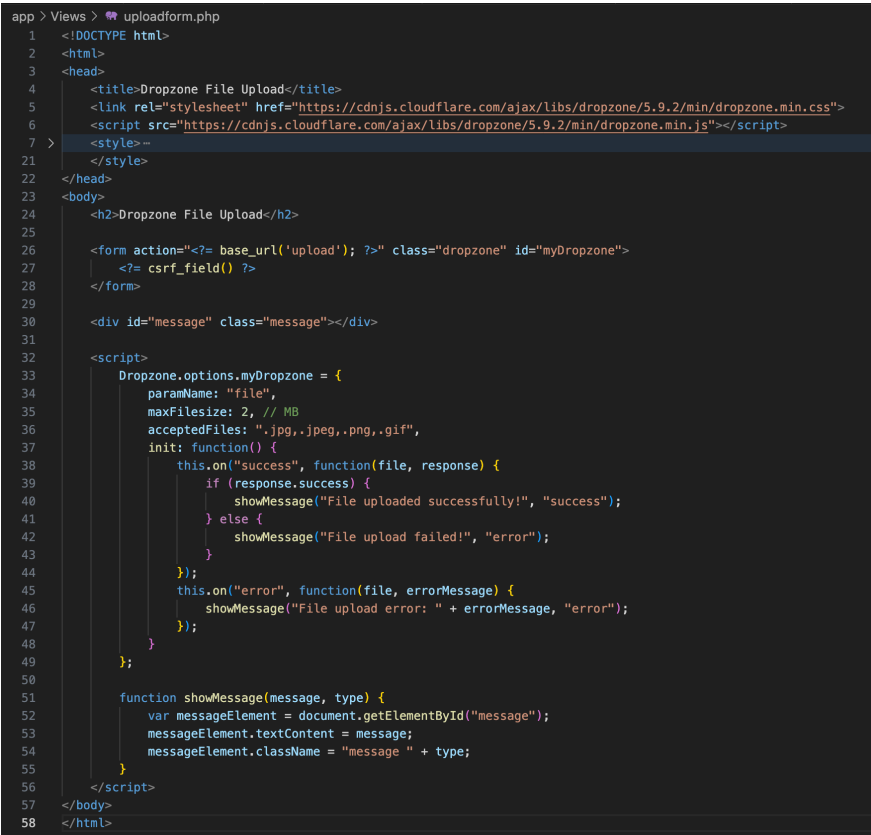 app > Views > uploadform.php
1 <!DOCTYPE html>
2 <html>
3 <head>
4     <title>Dropzone File Upload</title>
5     <link rel="stylesheet" href="https://cdnjs.cloudflare.com/ajax/libs/dropzone/5.9.2/min/dropzone.min.css">
6     <script src="https://cdnjs.cloudflare.com/ajax/libs/dropzone/5.9.2/min/dropzone.min.js"></script>
7 >     <style>…
21     </style>
22 </head>
23 <body>
24     <h2>Dropzone File Upload</h2>
25
26     <form action="<?= base_url('upload'); ?>" class="dropzone" id="myDropzone">
27         <?= csrf_field() ?>
28     </form>
29
30     <div id="message" class="message"></div>
31
32     <script>
33         Dropzone.options.myDropzone = {
34             paramName: "file",
35             maxFilesize: 2, // MB
36             acceptedFiles: ".jpg,.jpeg,.png,.gif",
37             init: function() {
38                 this.on("success", function(file, response) {
39                     if (response.success) {
40                         showMessage("File uploaded successfully!", "success");
41                     } else {
42                         showMessage("File upload failed!", "error");
43                     }
44                 });
45                 this.on("error", function(file, errorMessage) {
46                     showMessage("File upload error: " + errorMessage, "error");
47                 });
48             }
49         };
50
51         function showMessage(message, type) {
52             var messageElement = document.getElementById("message");
53             messageElement.textContent = message;
54             messageElement.className = "message " + type;
55         }
56     </script>
57 </body>
58 </html>